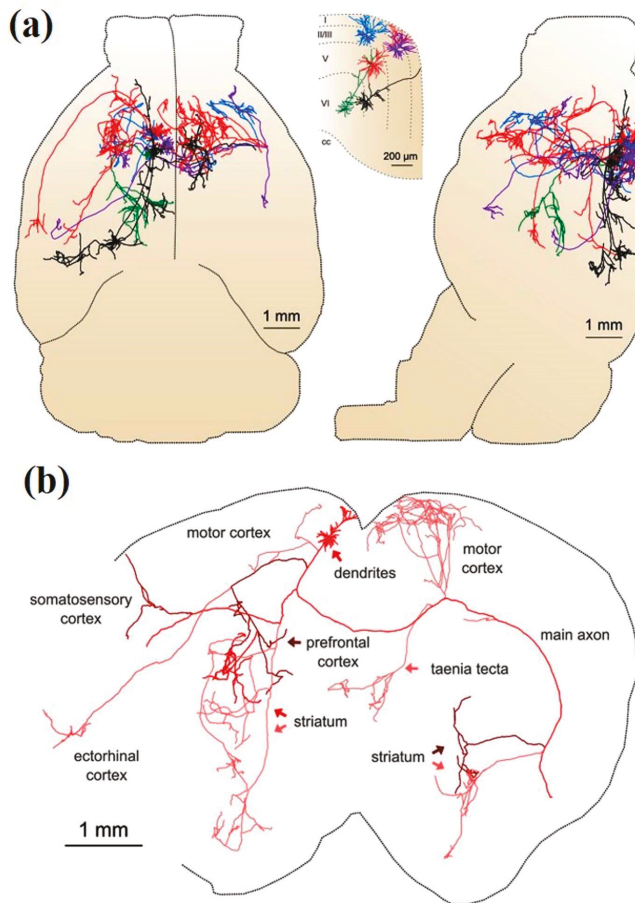 (a)
I
II/III
V
VI
cc
200 µm
1 mm
1 mm
(b)
motor cortex
dendrites
motor
cortex
somatosensory
cortex
main axon
prefrontal
cortex
taenia tecta
striatum
striatum
ectorhinal
cortex
1 mm